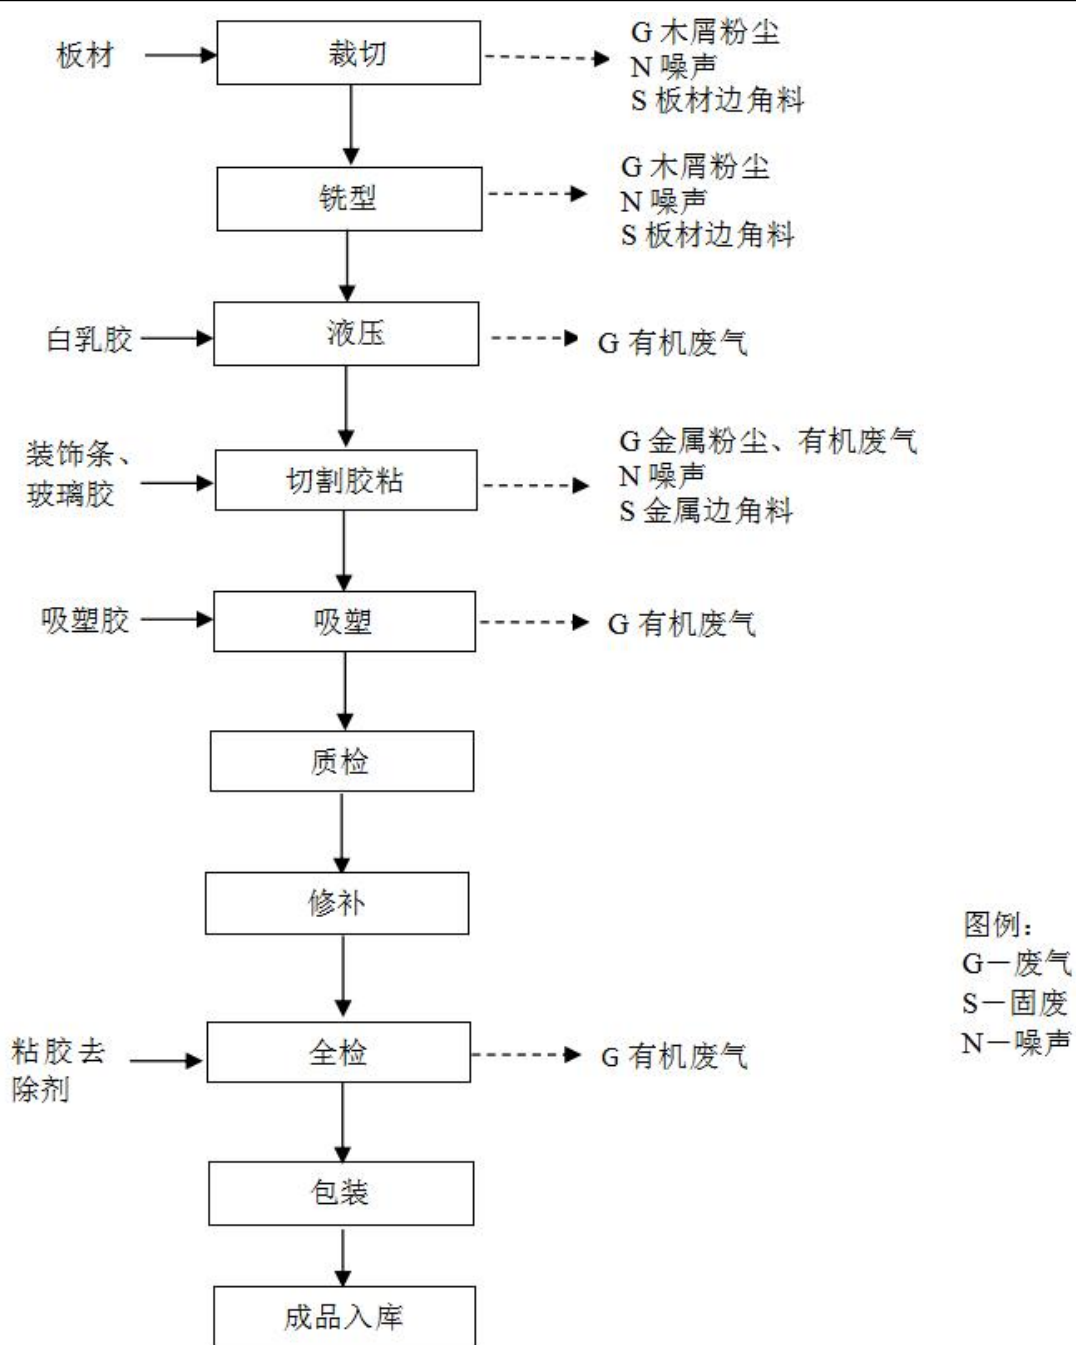 板材
裁切
G 木屑粉尘
N 噪声
S 板材边角料
铣型
G 木屑粉尘
N 噪声
S 板材边角料
白乳胶
液压
G 有机废气
装饰条、
玻璃胶
切割胶粘
G 金属粉尘、有机废气
N 噪声
S 金属边角料
吸塑胶
吸塑
G 有机废气
质检
修补
图例：
G－废气
S－固废
N－噪声
粘胶去
除剂
全检
G 有机废气
包装
成品入库